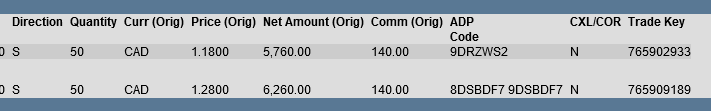 Direction Quantity Curr (Orig) Price (Orig) Net Amount (Orig) Comm (Orig) ADP Code CXL/COR Trade Key
0 S 50 CAD 1.1800 5,760.00 140.00 9DRZWS2 N 765902933
0 S 50 CAD 1.2800 6,260.00 140.00 8DSBDF7 9DSBDF7 N 765909189